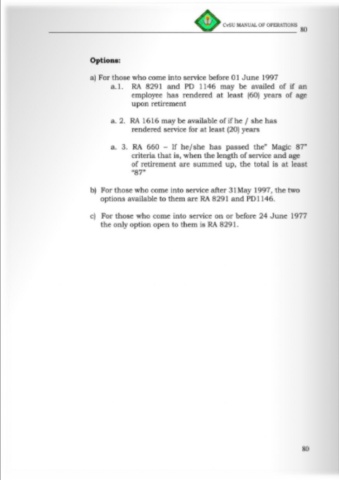 CvSU MANUAL OF OPERATIONS
80
Options:
a) For those who come into service before 01 June 1997
a.1. RA 8291 and PD 1146 may be availed of if an
employee has rendered at least (60) years of age
upon retirement
a. 2. RA 1616 may be available of if he / she has
rendered service for at least (20) years
a. 3. RA 660 – If he/she has passed the" Magic 87"
criteria that is, when the length of service and age
of retirement are summed up, the total is at least
"87"
b) For those who come into service after 31May 1997, the two
options available to them are RA 8291 and PD1146.
c) For those who come into service on or before 24 June 1977
the only option open to them is RA 8291.
80